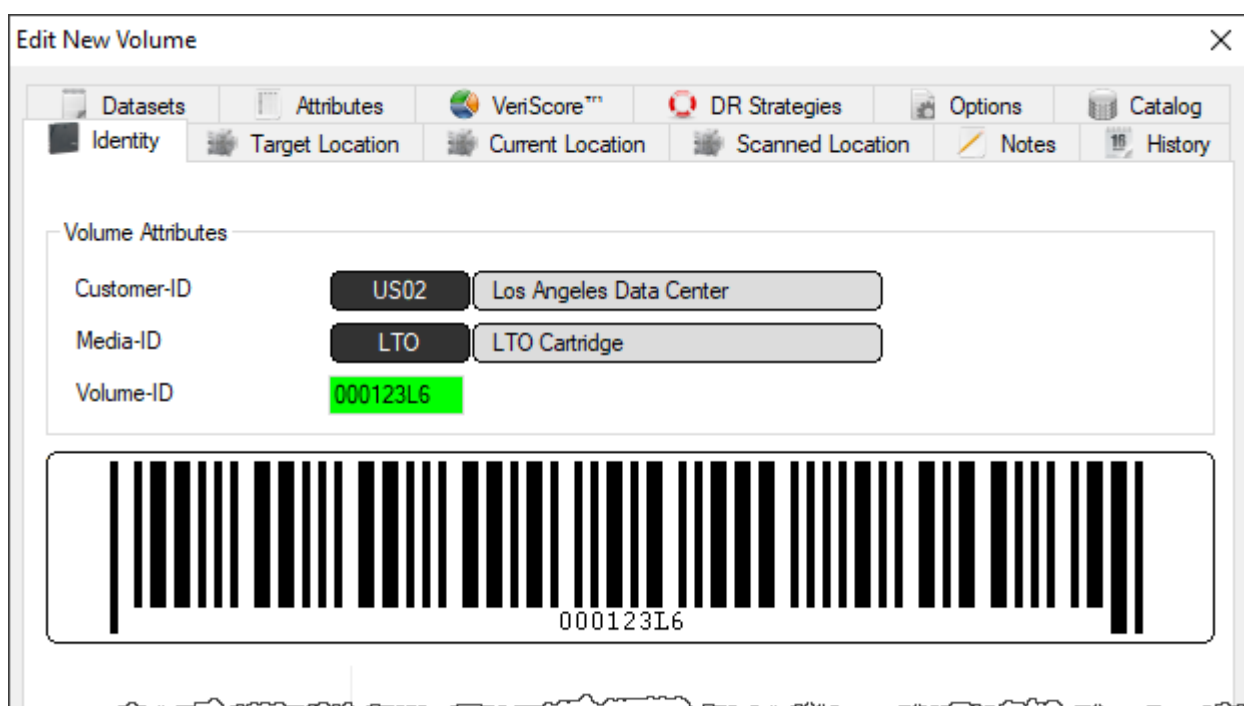 Edit New Volume
Datasets Attributes VeriScore™ DR Strategies Options Catalog
Identity Target Location Current Location Scanned Location Notes 16 History
Volume Attributes
Customer-ID US02 Los Angeles Data Center
Media-ID LTO LTO Cartridge
Volume-ID 000123L6
000123L6